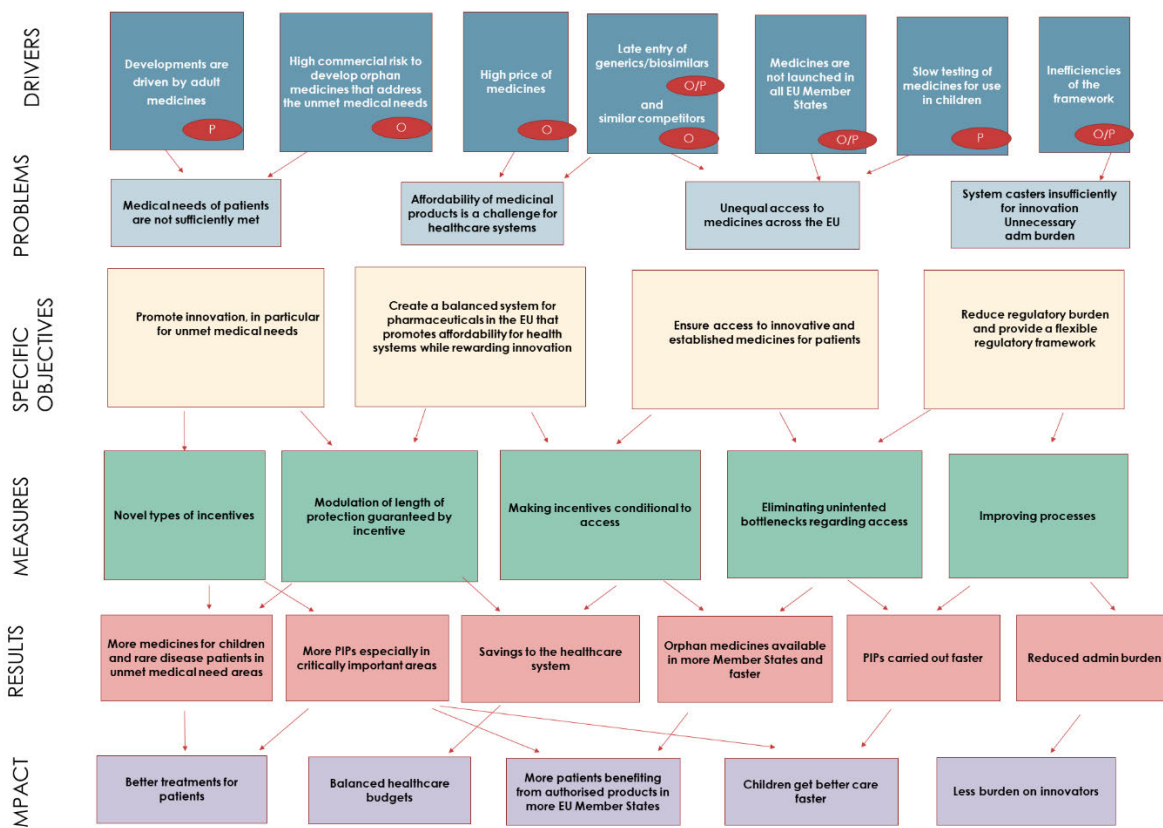 DRIVERS
Developments are
driven by adult
medicines
P
High commercial risk to
develop orphan
medicines that address
the unmet medical needs
O
High price of
medicines
O
Late entry of
generics/biosimilars
O/P
and
similar competitors
O
Medicines are
not launched in
all EU Member
States
O/P
Slow testing of
medicines for use
in children
P
Inefficiencies
of the
framework
O/P
PROBLEMS
Medical needs of patients
are not sufficiently met
Affordability of medicinal
products is a challenge for
healthcare systems
Unequal access to
medicines across the EU
System casters insufficiently
for innovation
Unnecessary
adm burden
SPECIFIC
OBJECTIVES
Promote innovation, in particular
for unmet medical needs
Create a balanced system for
pharmaceuticals in the EU that
promotes affordability for health
systems while rewarding innovation
Ensure access to innovative and
established medicines for patients
Reduce regulatory burden
and provide a flexible
regulatory framework
MEASURES
Novel types of incentives
Modulation of length of
protection guaranteed by
incentive
Making incentives conditional to
access
Eliminating unintented
bottlenecks regarding access
Improving processes
RESULTS
More medicines for children
and rare disease patients in
unmet medical need areas
More PIPs especially in
critically important areas
Savings to the healthcare
system
Orphan medicines available
in more Member States and
faster
PIPs carried out faster
Reduced admin burden
MPACT
Better treatments for
patients
Balanced healthcare
budgets
More patients benefiting
from authorised products in
more EU Member States
Children get better care
faster
Less burden on innovators